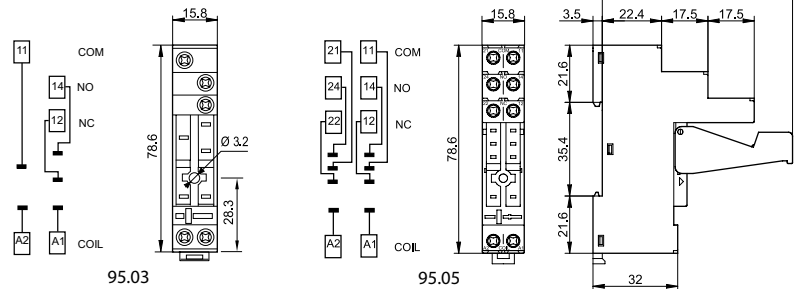 11 COM
14 NO
12 NC
A2 A1 COIL
15.8
78.6
Ø 3.2
28.3
95.03
21 11 COM
24 14 NO
22 12 NC
A2 A1 COIL
15.8
78.6
95.05
3.5 22.4 17.5 17.5
21.6
35.4
21.6
32